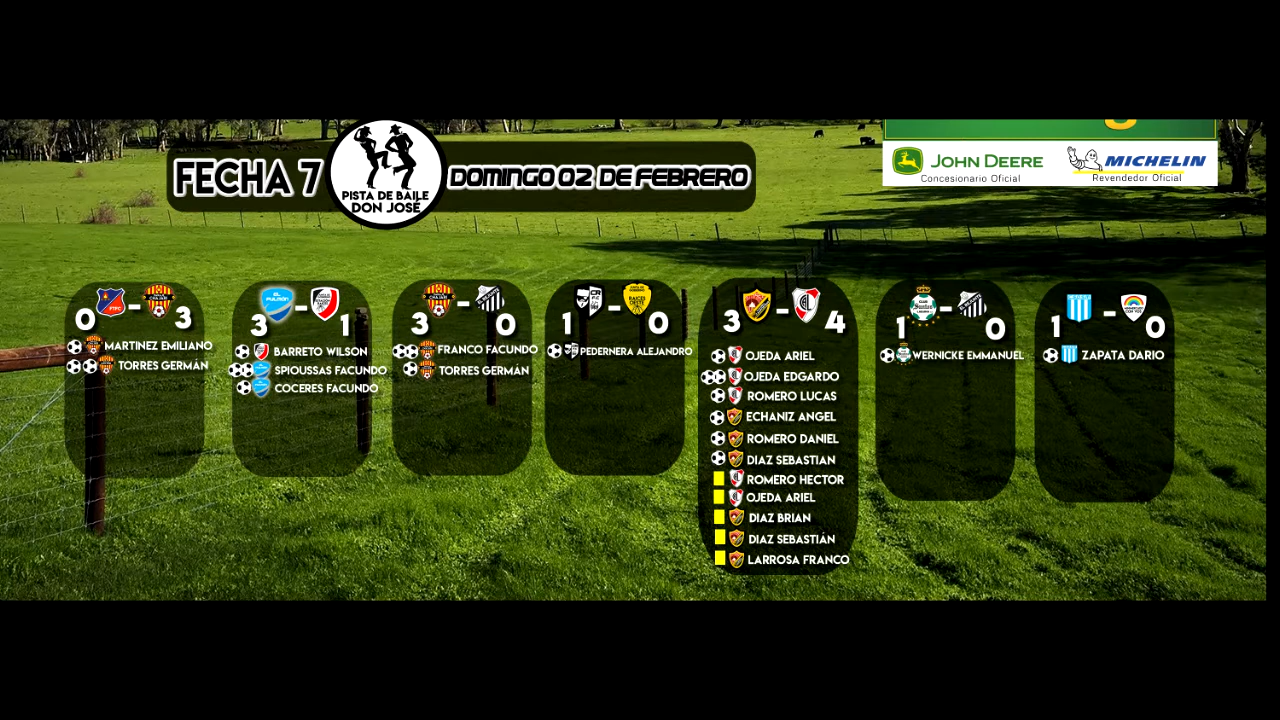 FECHA 7
PISTA DE BAILE
DON JOSÉ
DOMINGO 02 DE FEBRERO
JOHN DEERE
Concesionario Oficial
MICHELIN
Revendedor Oficial
0 - 3
MARTINEZ EMILIANO
TORRES GERMÁN
3 - 1
BARRETO WILSON
SPIOUSSAS FACUNDO
COCERES FACUNDO
3 - 0
FRANCO FACUNDO
TORRES GERMÁN
1 - 0
PEDERNERA ALEJANDRO
3 - 4
OJEDA ARIEL
OJEDA EDGARDO
ROMERO LUCAS
ECHANIZ ANGEL
ROMERO DANIEL
DIAZ SEBASTIAN
ROMERO HECTOR
OJEDA ARIEL
DIAZ BRIAN
DIAZ SEBASTIÁN
LARROSA FRANCO
1 - 0
WERNICKE EMMANUEL
1 - 0
ZAPATA DARIO